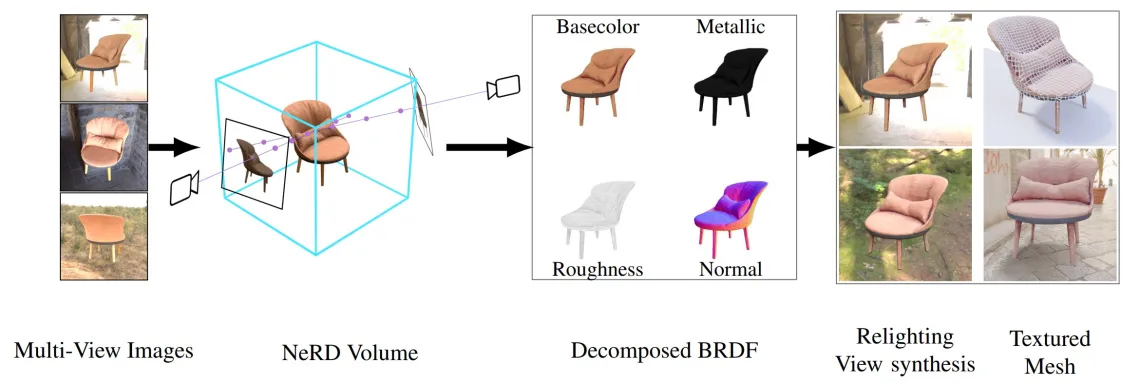 Basecolor
Metallic
Roughness
Normal
Multi-View Images
NeRD Volume
Decomposed BRDF
Relighting
View synthesis
Textured
Mesh